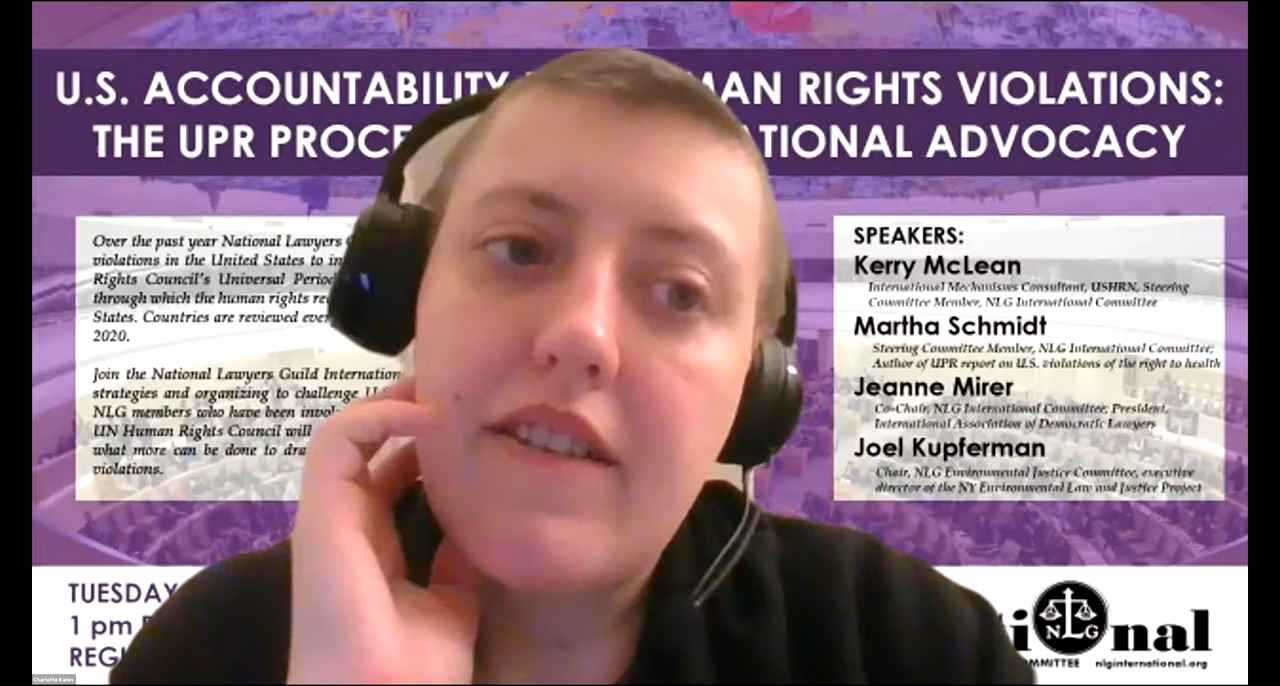 U.S. ACCOUNTABILITY MAN RIGHTS VIOLATIONS:
THE UPR PROCE TIONAL ADVOCACY
Over the past year National Lawyers
violations in the United States to in
Rights Council's Universal Period
through which the human rights re
States. Countries are reviewed ever
2020.
Join the National Lawyers Guild Internation
strategies and organizing to challenge U.S
NLG members who have been invol
UN Human Rights Council will
what more can be done to dra
violations.
SPEAKERS:
Kerry McLean
International Mechanisms Consultant, USHRN, Steering
Committee Member, NLG International Committee
Martha Schmidt
Steering Committee Member, NLG International Committee;
Author of UPR report on U.S. violations of the right to health
Jeanne Mirer
Co-Chair, NLG International Committee; President,
International Association of Democratic Lawyers
Joel Kupferman
Chair, NLG Environmental Justice Committee, executive
director of the NY Environmental Law and Justice Project
TUESDAY
1 pm
REGI
NLG
nal
MMITTEE nlginternational.org
Charlotte Kates